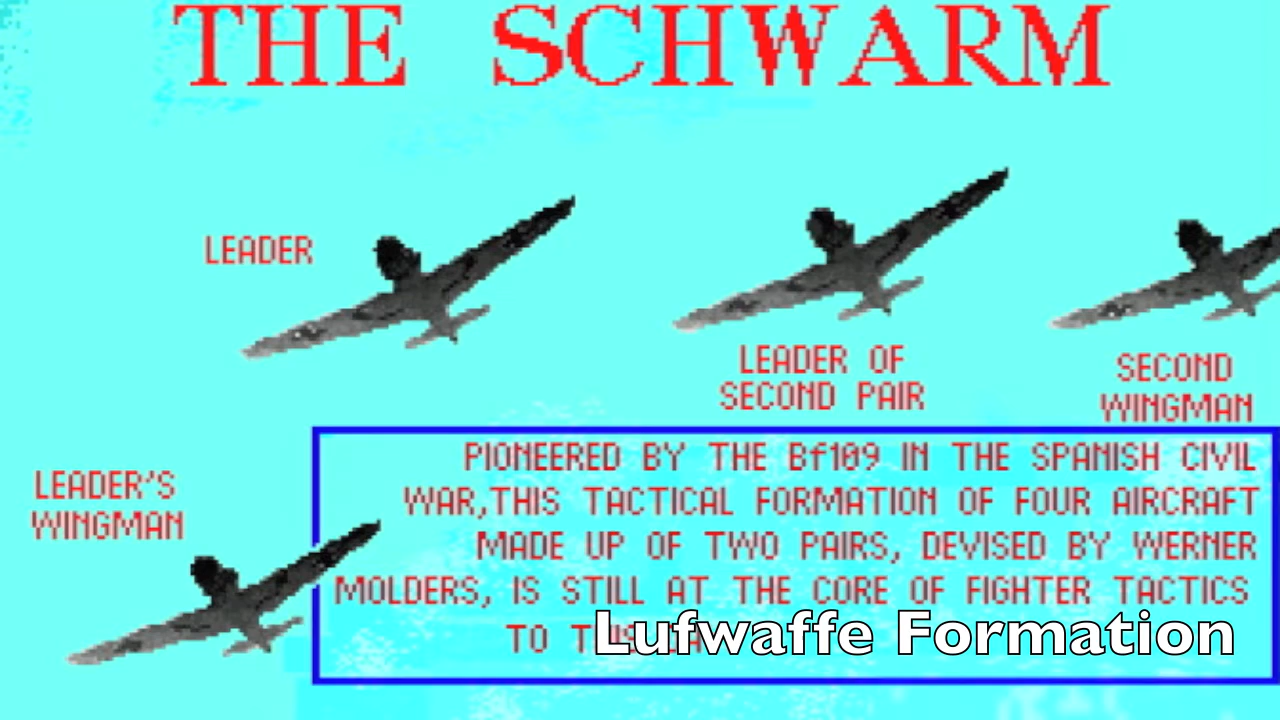 THE SCHWARM
LEADER
LEADER OF
SECOND PAIR
SECOND
WINGMAN
LEADER'S
WINGMAN
PIONEERED BY THE Bf109 IN THE SPANISH CIVIL
WAR,THIS TACTICAL FORMATION OF FOUR AIRCRAFT
MADE UP OF TWO PAIRS, DEVISED BY WERNER
MOLDERS, IS STILL AT THE CORE OF FIGHTER TACTICS
TO
Lufwaffe Formation